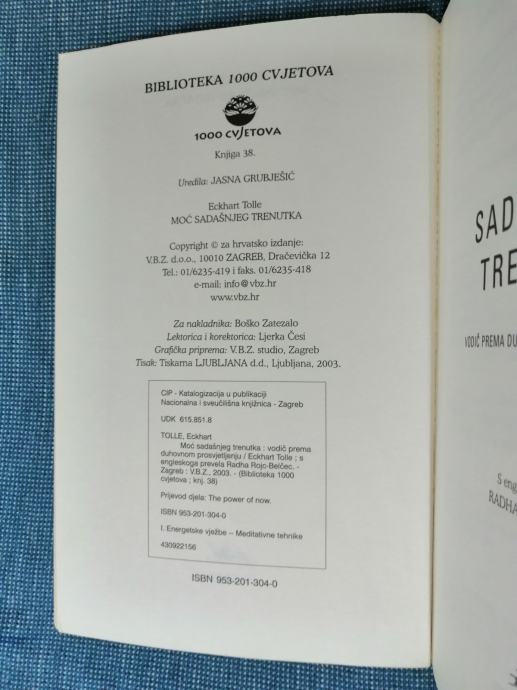 BIBLIOTEKA 1000 CVJETOVA
1000 CVJETOVA
Knjiga 38.
Uredila: JASNA GRUBJEŠIĆ
Eckhart Tolle
MOĆ SADAŠNJEG TRENUTKA
Copyright © za hrvatsko izdanje:
V.B.Z. d.o.o., 10010 ZAGREB, Dračevička 12
Tel.: 01/6235-419 i faks. 01/6235-418
e-mail: info@vbz.hr
www.vbz.hr
Za nakladnika: Boško Zatezalo
Lektorica i korektorica: Ljerka Česi
Grafička priprema: V.B.Z. studio, Zagreb
Tisak: Tiskarna LJUBLJANA d.d., Ljubljana, 2003.
CIP - Katalogizacija u publikaciji
Nacionalna i sveučilišna knjižnica - Zagreb
UDK 615.851.8
TOLLE, Eckhart
Moć sadašnjeg trenutka : vodič prema
duhovnom prosvjetljenju / Eckhart Tolle ; s
engleskoga prevela Radha Rojo-Belčec. -
Zagreb : V.B.Z., 2003. - (Biblioteka 1000
cvjetova ; knj. 38)
Prijevod djela: The power of now.
ISBN 953-201-304-0
I. Energetske vježbe – Meditativne tehnike
430922156
ISBN 953-201-304-0
SAD
TRE
VODIČ PREMA DU
S eng
RADHA